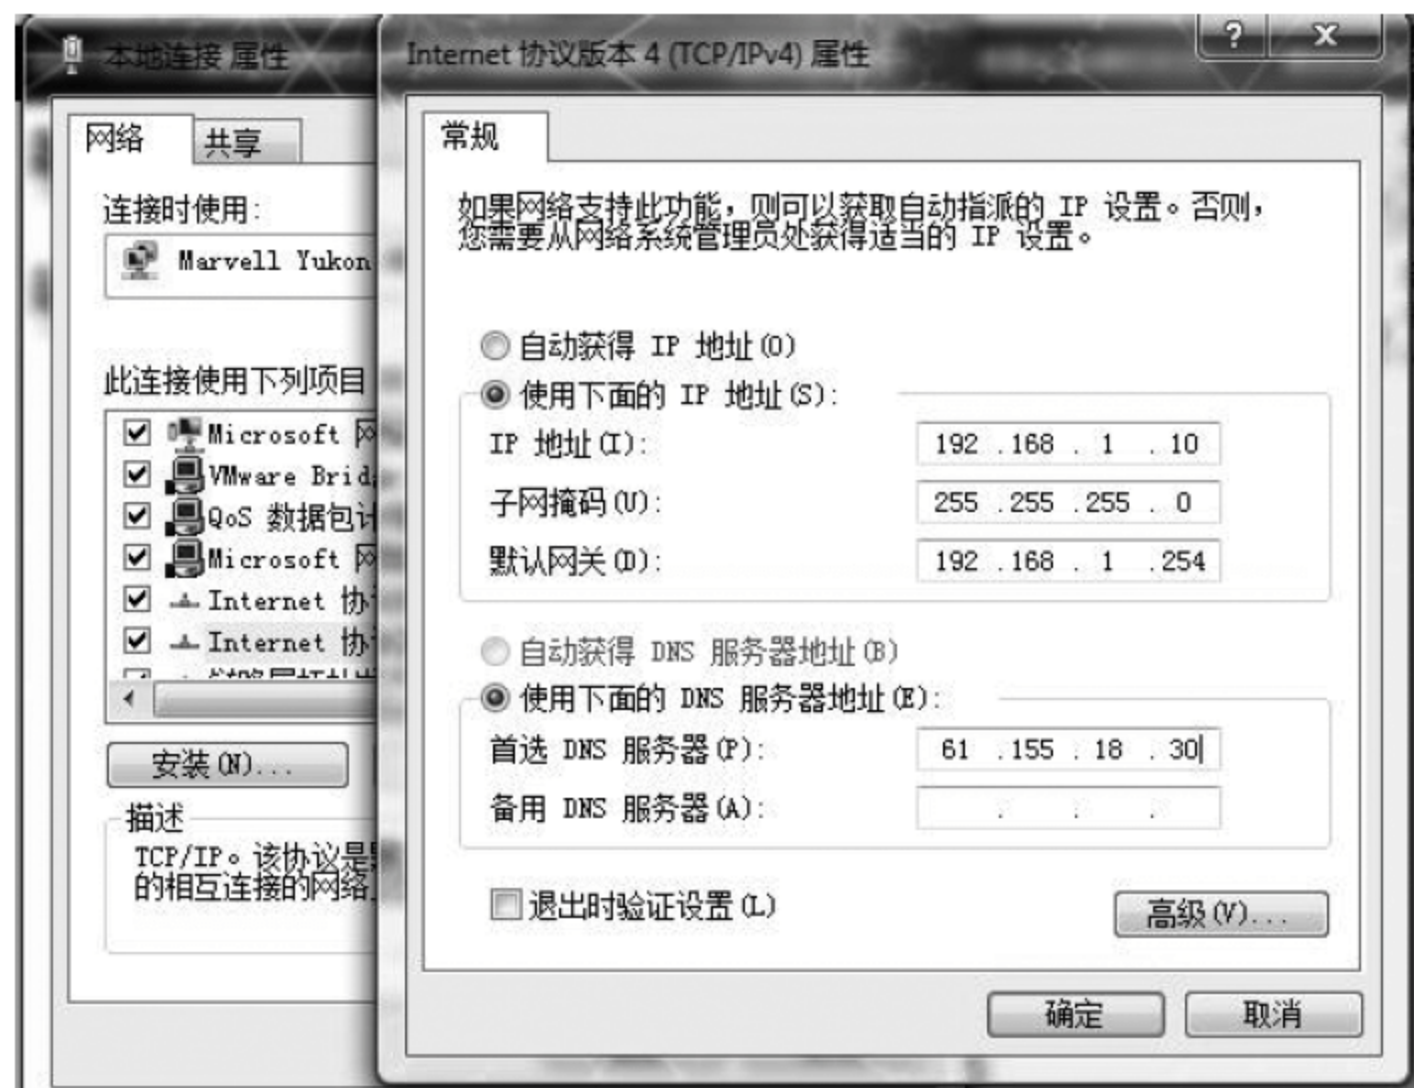 本地连接 属性
网络
共享
连接时使用:
Marvell Yukon
此连接使用下列项目
Microsoft 网
VMware Brid
QoS 数据包计
Microsoft 网
Internet 协
Internet 协
安装(N)...
描述
TCP/IP。该协议是
的相互连接的网络
Internet 协议版本 4 (TCP/IPv4) 属性
常规
如果网络支持此功能，则可以获取自动指派的 IP 设置。否则，
您需要从网络系统管理员处获得适当的 IP 设置。
自动获得 IP 地址(O)
使用下面的 IP 地址(S):
IP 地址(I): 192 .168 . 1 . 10
子网掩码(U): 255 .255 .255 . 0
默认网关(D): 192 .168 . 1 .254
自动获得 DNS 服务器地址(B)
使用下面的 DNS 服务器地址(E):
首选 DNS 服务器(P): 61 .155 . 18 . 30
备用 DNS 服务器(A): . . .
退出时验证设置(L)
高级(V)...
确定
取消